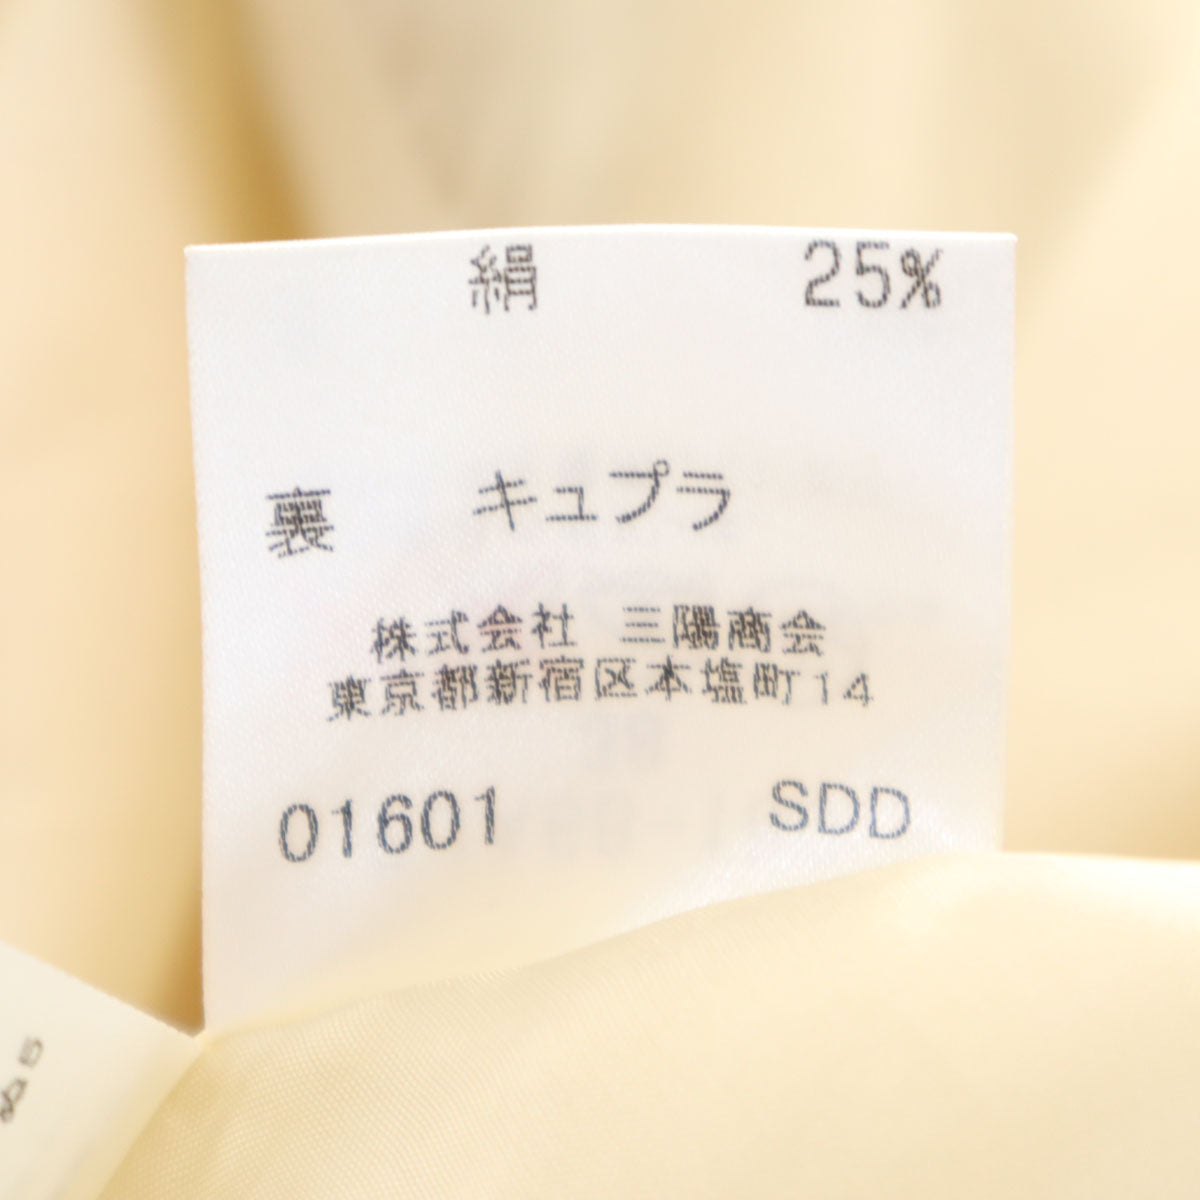 絹 25%
裏 キュプラ
株式会社 三陽商会
東京都新宿区本塩町14
01601 SDD